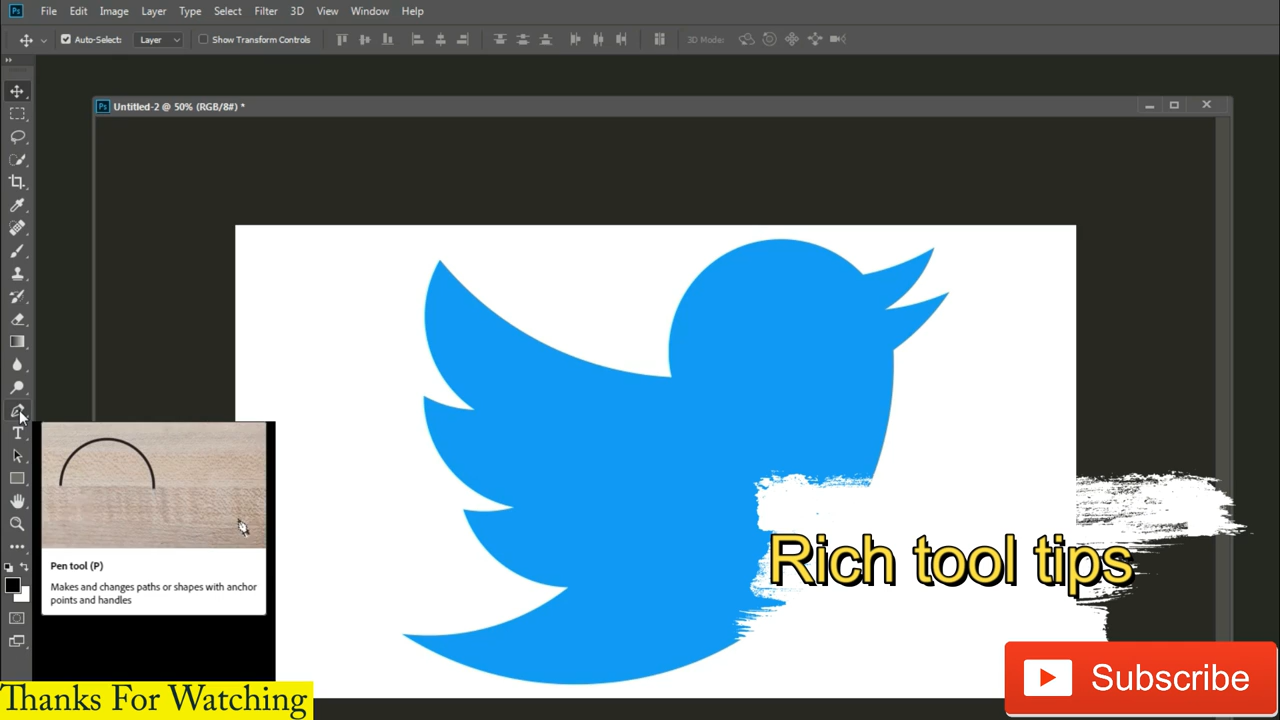 Ps File Edit Image Layer Type Select Filter 3D View Window Help
Auto-Select: Layer Show Transform Controls 3D Mode:
Ps Untitled-2 @ 50% (RGB/8#) *
T
Pen tool (P)
Makes and changes paths or shapes with anchor
points and handles
Rich tool tips
Subscribe
Thanks For Watching